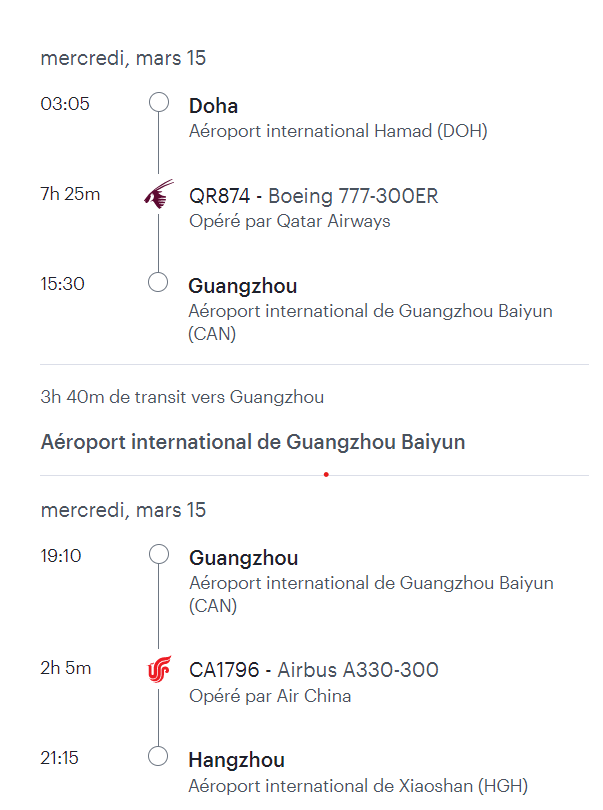 mercredi, mars 15
03:05
Doha
Aéroport international Hamad (DOH)
7h 25m
QR874 - Boeing 777-300ER
Opéré par Qatar Airways
15:30
Guangzhou
Aéroport international de Guangzhou Baiyun
(CAN)
3h 40m de transit vers Guangzhou
Aéroport international de Guangzhou Baiyun
mercredi, mars 15
19:10
Guangzhou
Aéroport international de Guangzhou Baiyun
(CAN)
2h 5m
CA1796 - Airbus A330-300
Opéré par Air China
21:15
Hangzhou
Aéroport international de Xiaoshan (HGH)